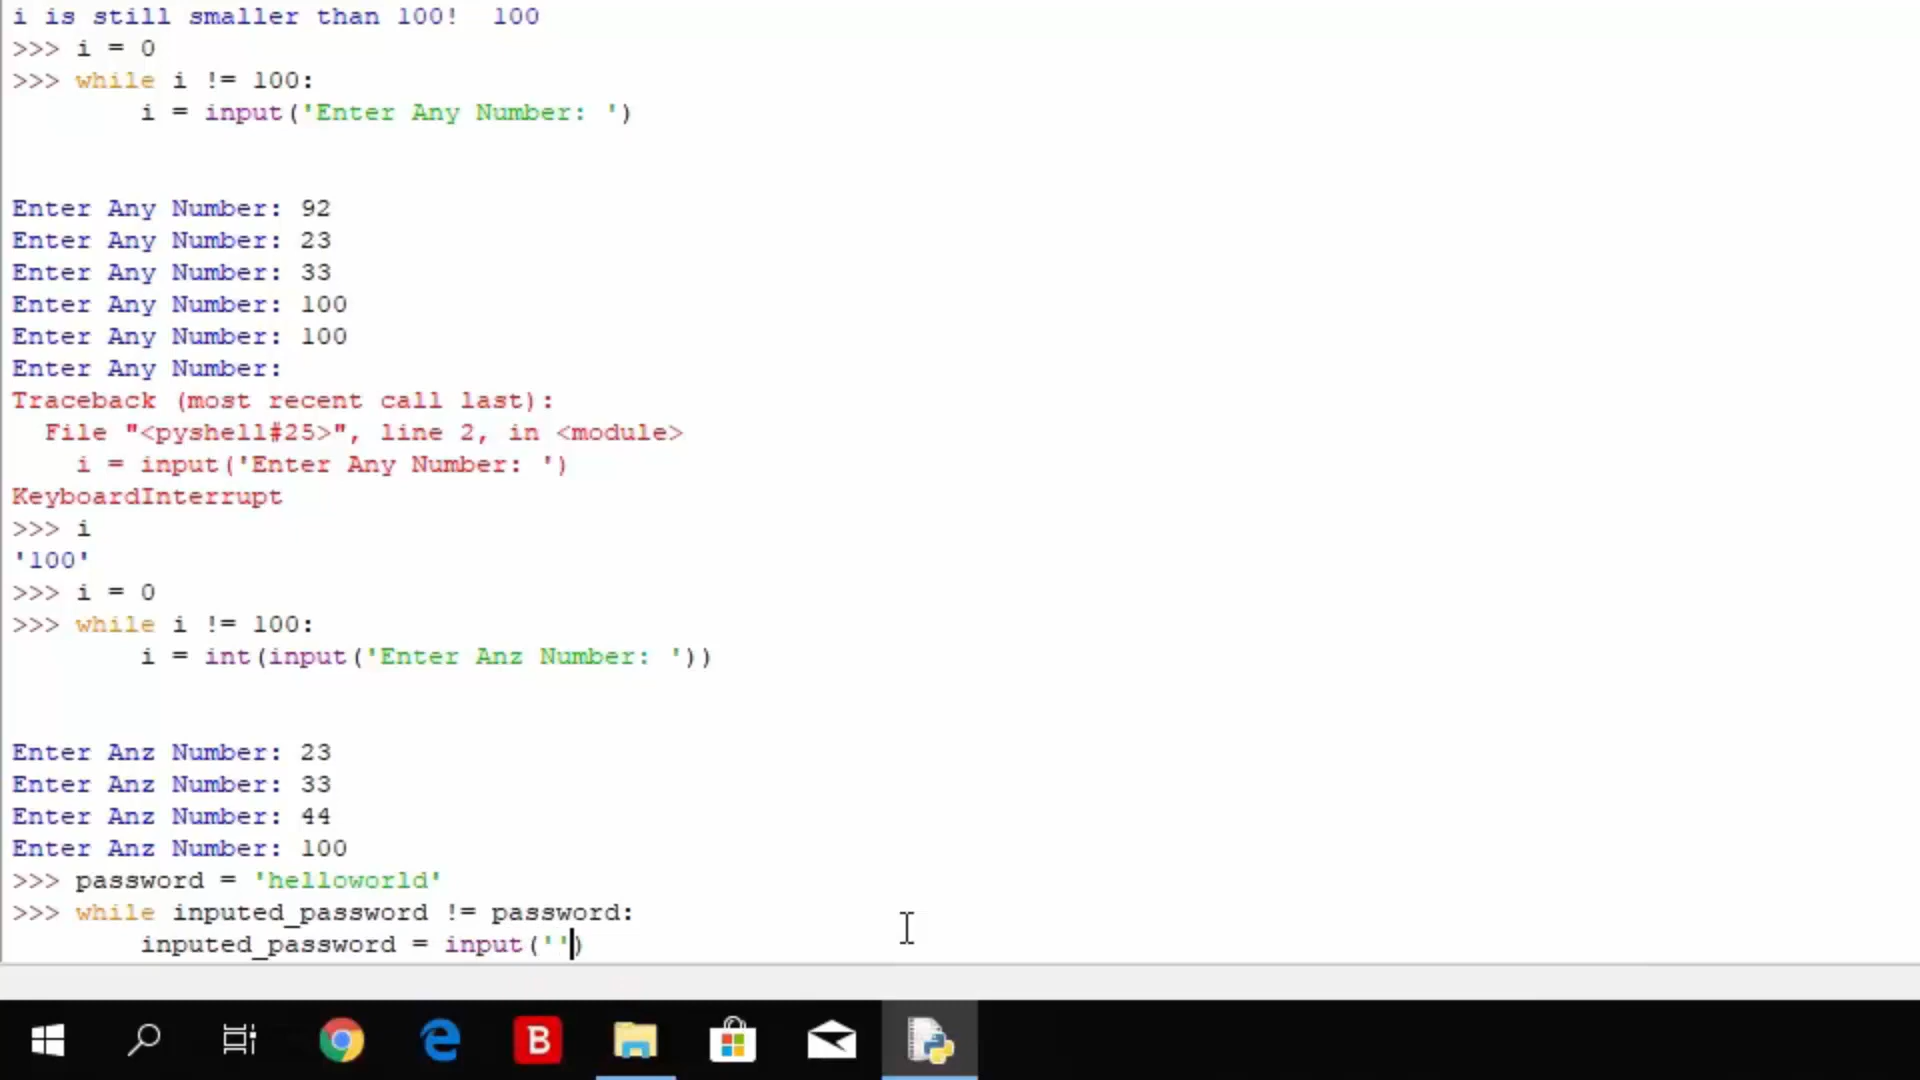 i is still smaller than 100!  100
>>> i = 0
>>> while i != 100:
        i = input('Enter Any Number: ')
Enter Any Number: 92
Enter Any Number: 23
Enter Any Number: 33
Enter Any Number: 100
Enter Any Number: 100
Enter Any Number:
Traceback (most recent call last):
  File "<pyshell#25>", line 2, in <module>
    i = input('Enter Any Number: ')
KeyboardInterrupt
>>> i
'100'
>>> i = 0
>>> while i != 100:
        i = int(input('Enter Anz Number: '))
Enter Anz Number: 23
Enter Anz Number: 33
Enter Anz Number: 44
Enter Anz Number: 100
>>> password = 'helloworld'
>>> while inputed_password != password:
        inputed_password = input('')
B